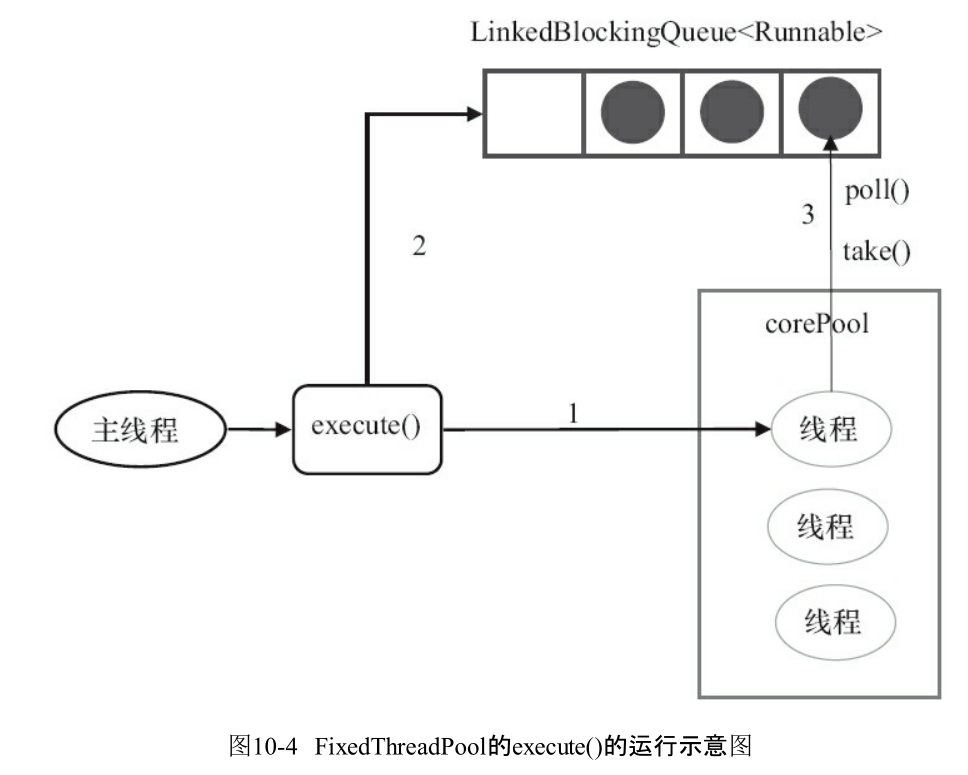 LinkedBlockingQueue<Runnable>
poll()
3
take()
2
corePool
主线程
execute()
1
线程
线程
线程
图10-4 FixedThreadPool的execute()的运行示意图